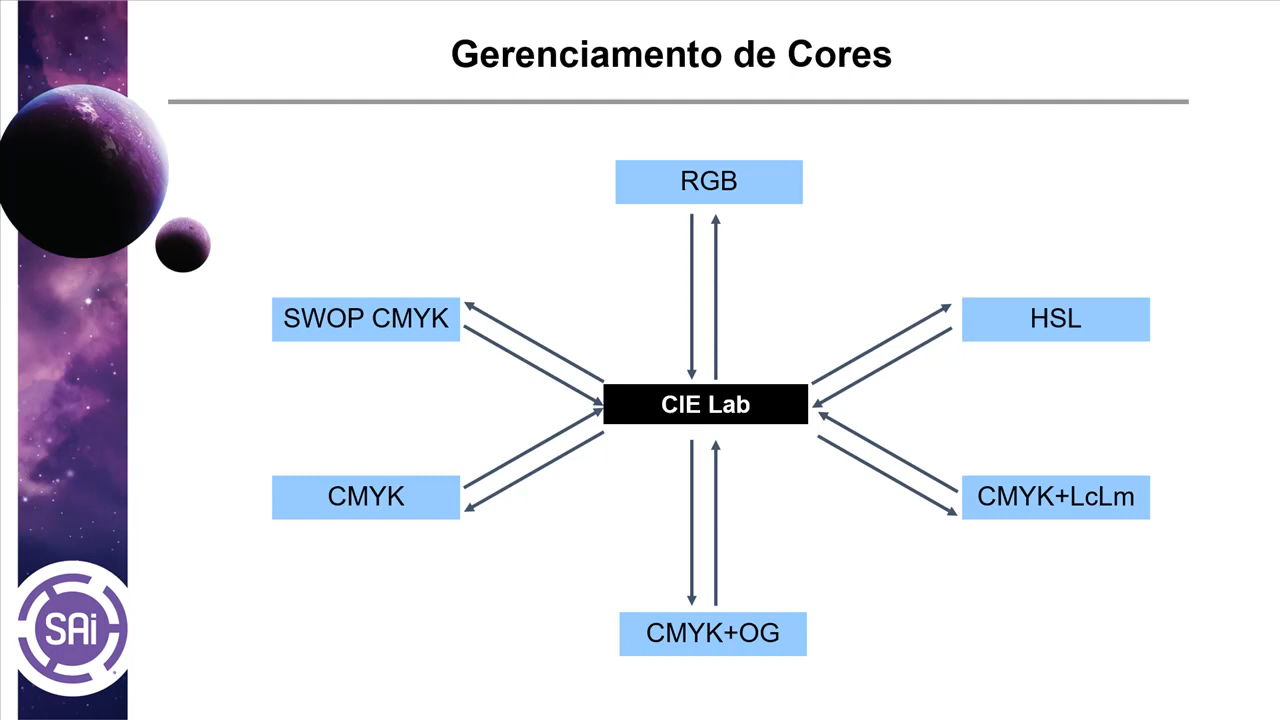 Gerenciamento de Cores
RGB
SWOP CMYK
HSL
CIE Lab
CMYK
CMYK+LcLm
CMYK+OG
SAi